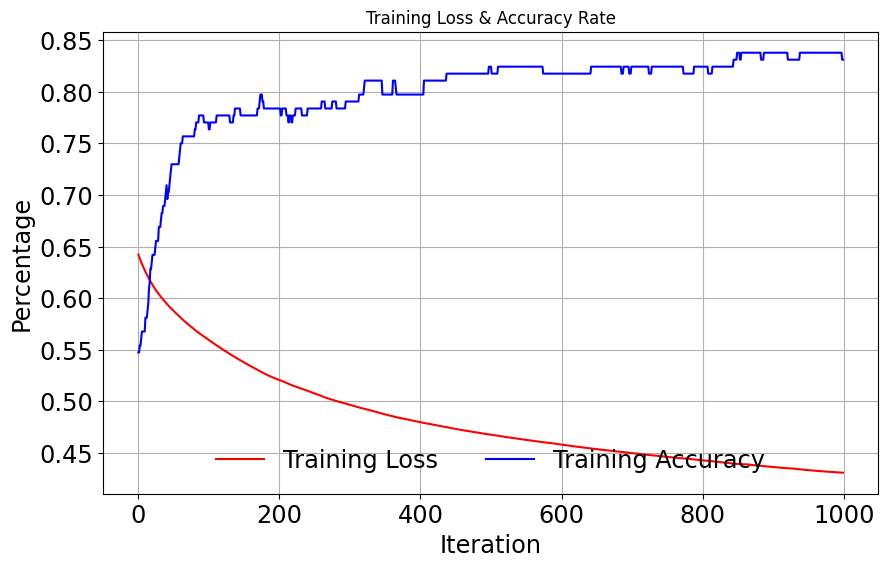 Training Loss & Accuracy Rate
0.85
0.80
0.75
0.70
0.65
0.60
0.55
0.50
0.45
Percentage
Training Loss Training Accuracy
0 200 400 600 800 1000
Iteration